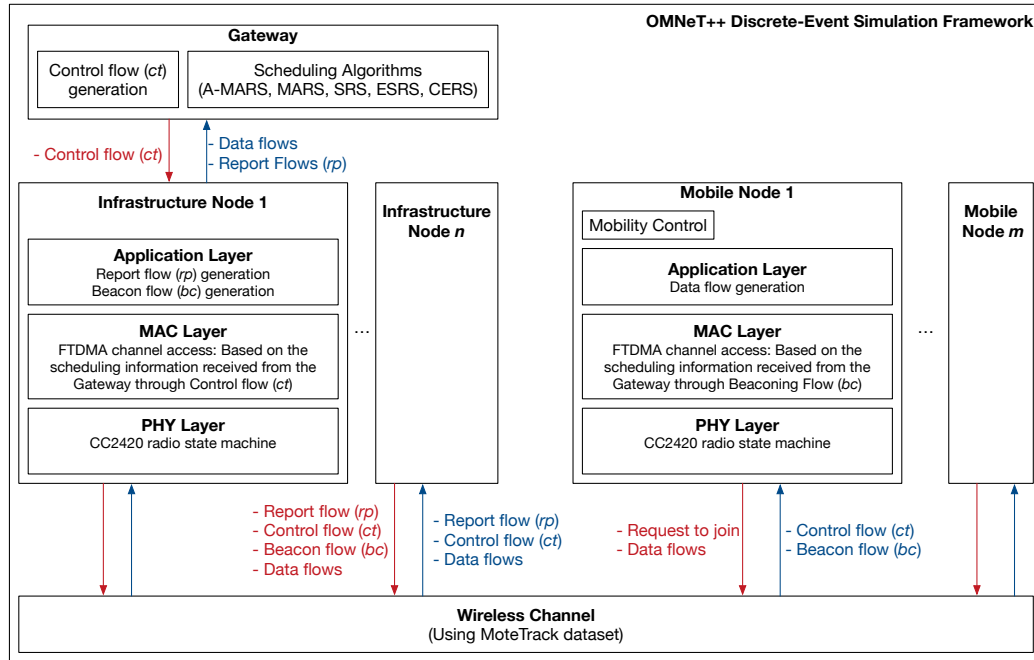 OMNeT++ Discrete-Event Simulation Framework
Gateway
Control flow (ct)
generation
Scheduling Algorithms
(A-MARS, MARS, SRS, ESRS, CERS)
- Control flow (ct)
- Data flows
- Report Flows (rp)
Infrastructure Node 1
Application Layer
Report flow (rp) generation
Beacon flow (bc) generation
MAC Layer
FTDMA channel access: Based on the
scheduling information received from the
Gateway through Control flow (ct)
PHY Layer
CC2420 radio state machine
...
Infrastructure
Node n
Mobile Node 1
Mobility Control
Application Layer
Data flow generation
MAC Layer
FTDMA channel access: Based on the
scheduling information received from the
Gateway through Beaconing Flow (bc)
PHY Layer
CC2420 radio state machine
...
Mobile
Node m
- Report flow (rp)
- Control flow (ct)
- Beacon flow (bc)
- Data flows
- Report flow (rp)
- Control flow (ct)
- Data flows
- Request to join
- Data flows
- Control flow (ct)
- Beacon flow (bc)
Wireless Channel
(Using MoteTrack dataset)